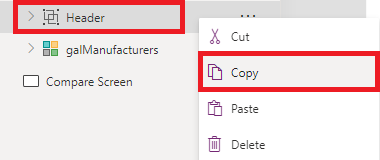 Header
galManufacturers
Compare Screen
Cut
Copy
Paste
Delete